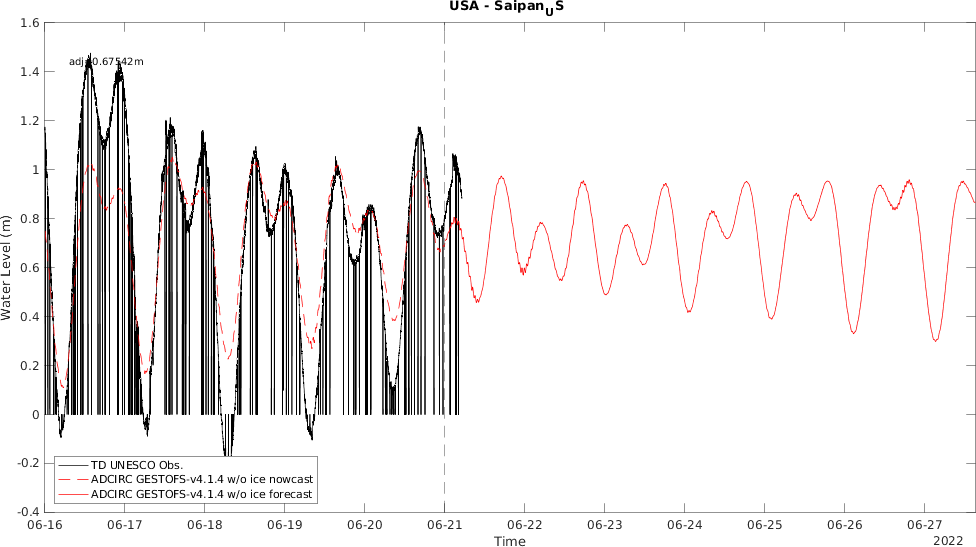 USA - SaipanUS
adj=0.67542m
1.6
1.4
1.2
1
0.8
0.6
0.4
0.2
0
-0.2
-0.4
Water Level (m)
TD UNESCO Obs.
ADCIRC GESTOFS-v4.1.4 w/o ice nowcast
ADCIRC GESTOFS-v4.1.4 w/o ice forecast
06-16 06-17 06-18 06-19 06-20 06-21 06-22 06-23 06-24 06-25 06-26 06-27
Time
2022